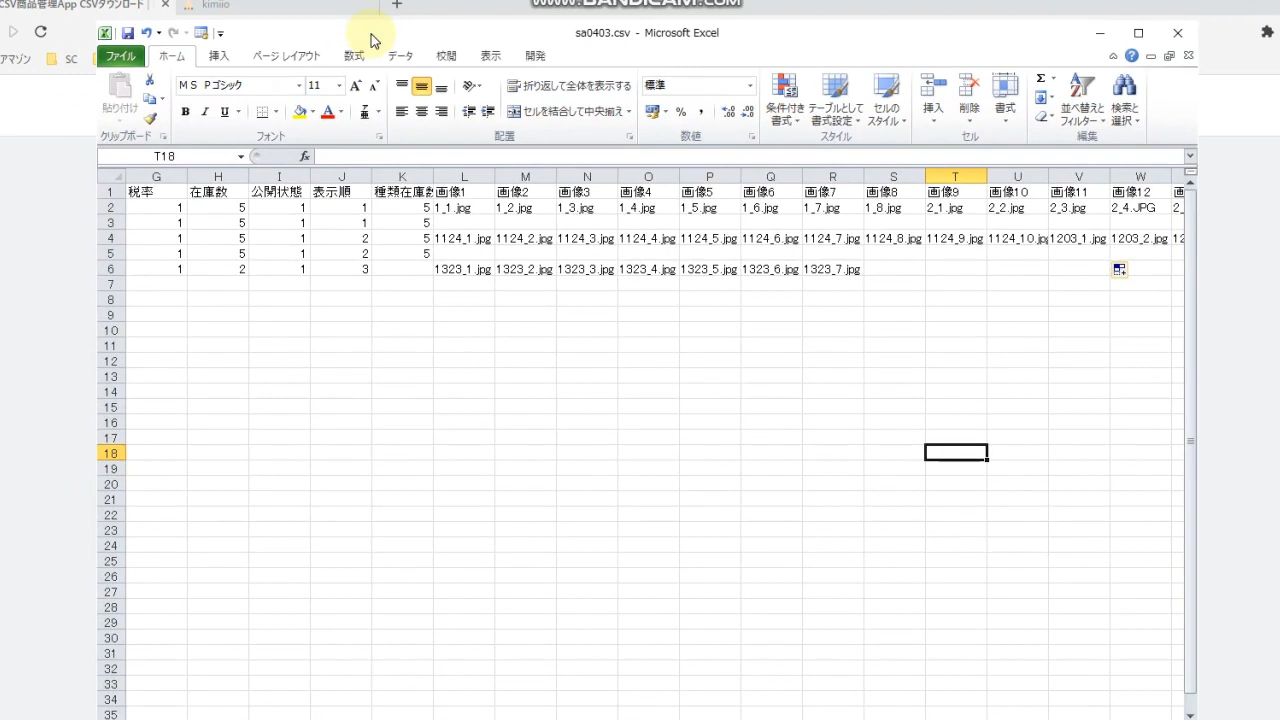 CSV商品管理App CSVダウンロード
kimiio
WWW.BANDICAM.COM
アマゾン SC
sa0403.csv - Microsoft Excel
ファイル ホーム 挿入 ページ レイアウト 数式 データ 校閲 表示 開発
貼り付け
クリップボード
ＭＳ Ｐゴシック 11
B I U
フォント
折り返して全体を表示する
セルを結合して中央揃え
配置
標準
数値
条件付き書式 テーブルとして書式設定 セルのスタイル
スタイル
挿入 削除 書式
セル
並べ替えとフィルター 検索と選択
編集
T18 fx
G H I J K L M N O P Q R S T U V W
1 税率 在庫数 公開状態 表示順 種類在庫数 画像1 画像2 画像3 画像4 画像5 画像6 画像7 画像8 画像9 画像10 画像11 画像12
2 1 5 1 1 5 1_1.jpg 1_2.jpg 1_3.jpg 1_4.jpg 1_5.jpg 1_6.jpg 1_7.jpg 1_8.jpg 2_1.jpg 2_2.jpg 2_3.jpg 2_4.JPG 2_
3 1 5 1 1 5
4 1 5 1 2 5 1124_1.jpg 1124_2.jpg 1124_3.jpg 1124_4.jpg 1124_5.jpg 1124_6.jpg 1124_7.jpg 1124_8.jpg 1124_9.jpg 1124_10.jpg 1203_1.jpg 1203_2.jpg 12
5 1 5 1 2 5
6 1 2 1 3 1323_1.jpg 1323_2.jpg 1323_3.jpg 1323_4.jpg 1323_5.jpg 1323_6.jpg 1323_7.jpg
7
8
9
10
11
12
13
14
15
16
17
18
19
20
21
22
23
24
25
26
27
28
29
30
31
32
33
34
35